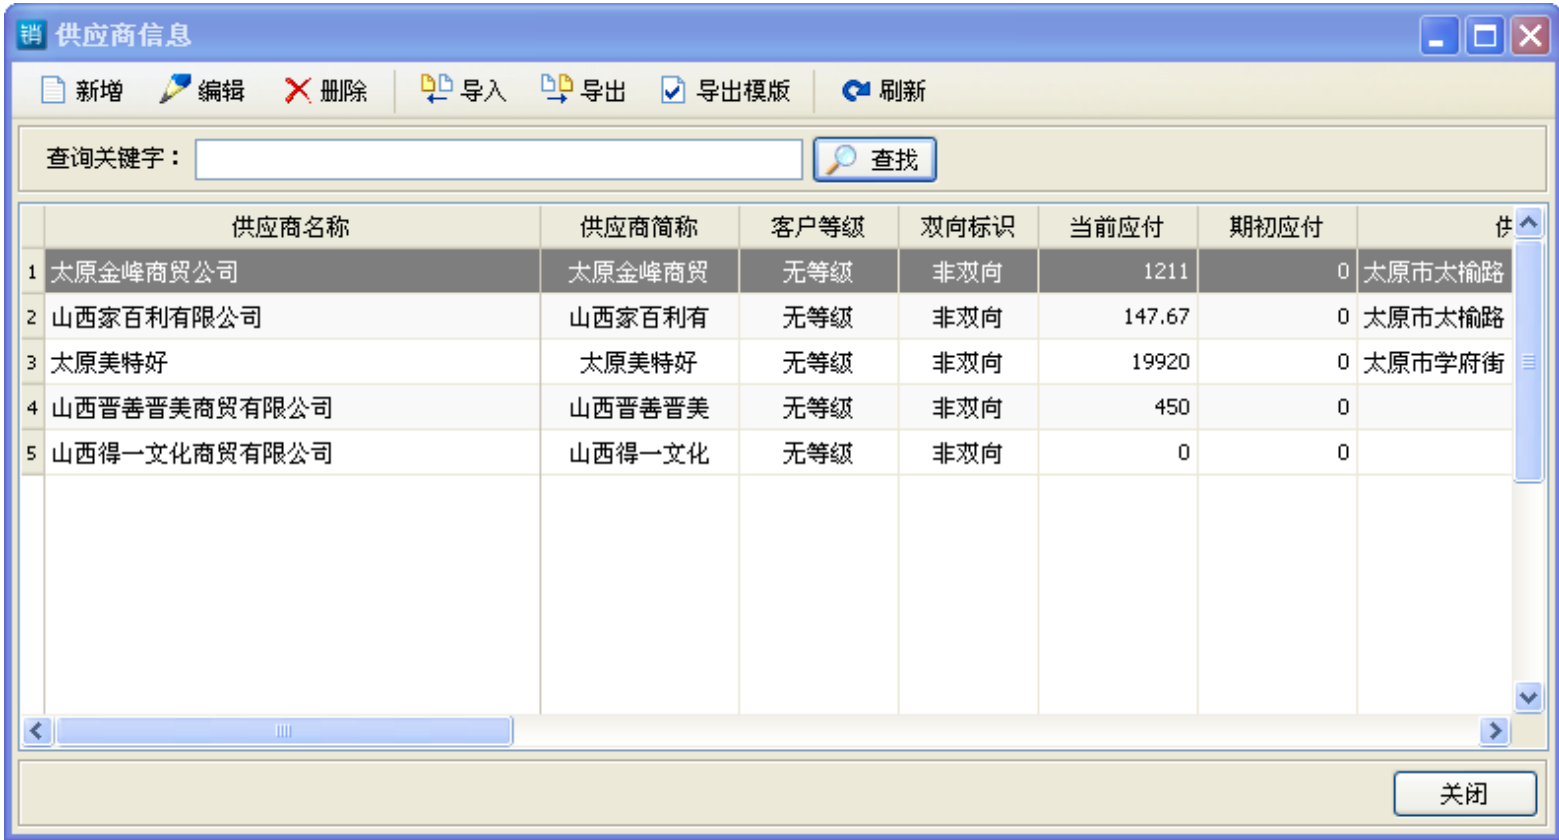 销 供应商信息
新增 编辑 删除 导入 导出 导出模版 刷新
查询关键字： 查找
供应商名称 供应商简称 客户等级 双向标识 当前应付 期初应付 供
1 太原金峰商贸公司 太原金峰商贸 无等级 非双向 1211 0 太原市太榆路
2 山西家百利有限公司 山西家百利有 无等级 非双向 147.67 0 太原市太榆路
3 太原美特好 太原美特好 无等级 非双向 19920 0 太原市学府街
4 山西晋善晋美商贸有限公司 山西晋善晋美 无等级 非双向 450 0
5 山西得一文化商贸有限公司 山西得一文化 无等级 非双向 0 0
关闭